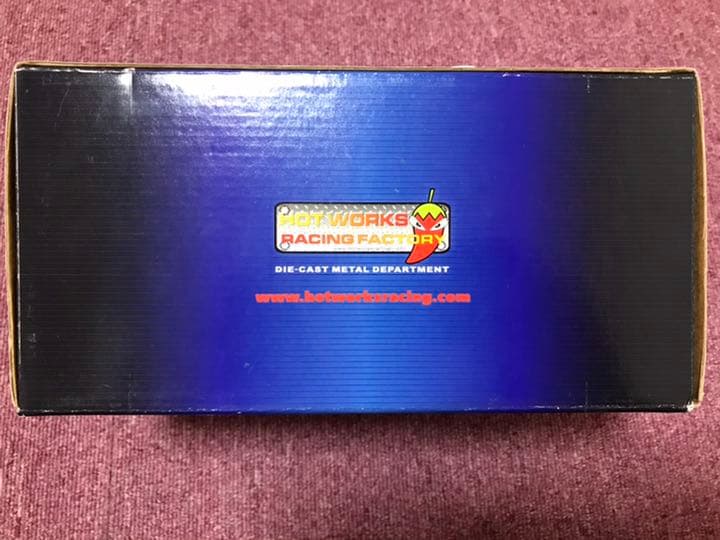 HOT WORKS
RACING FACTORY
DIE-CAST METAL DEPARTMENT
www.hotworksracing.com